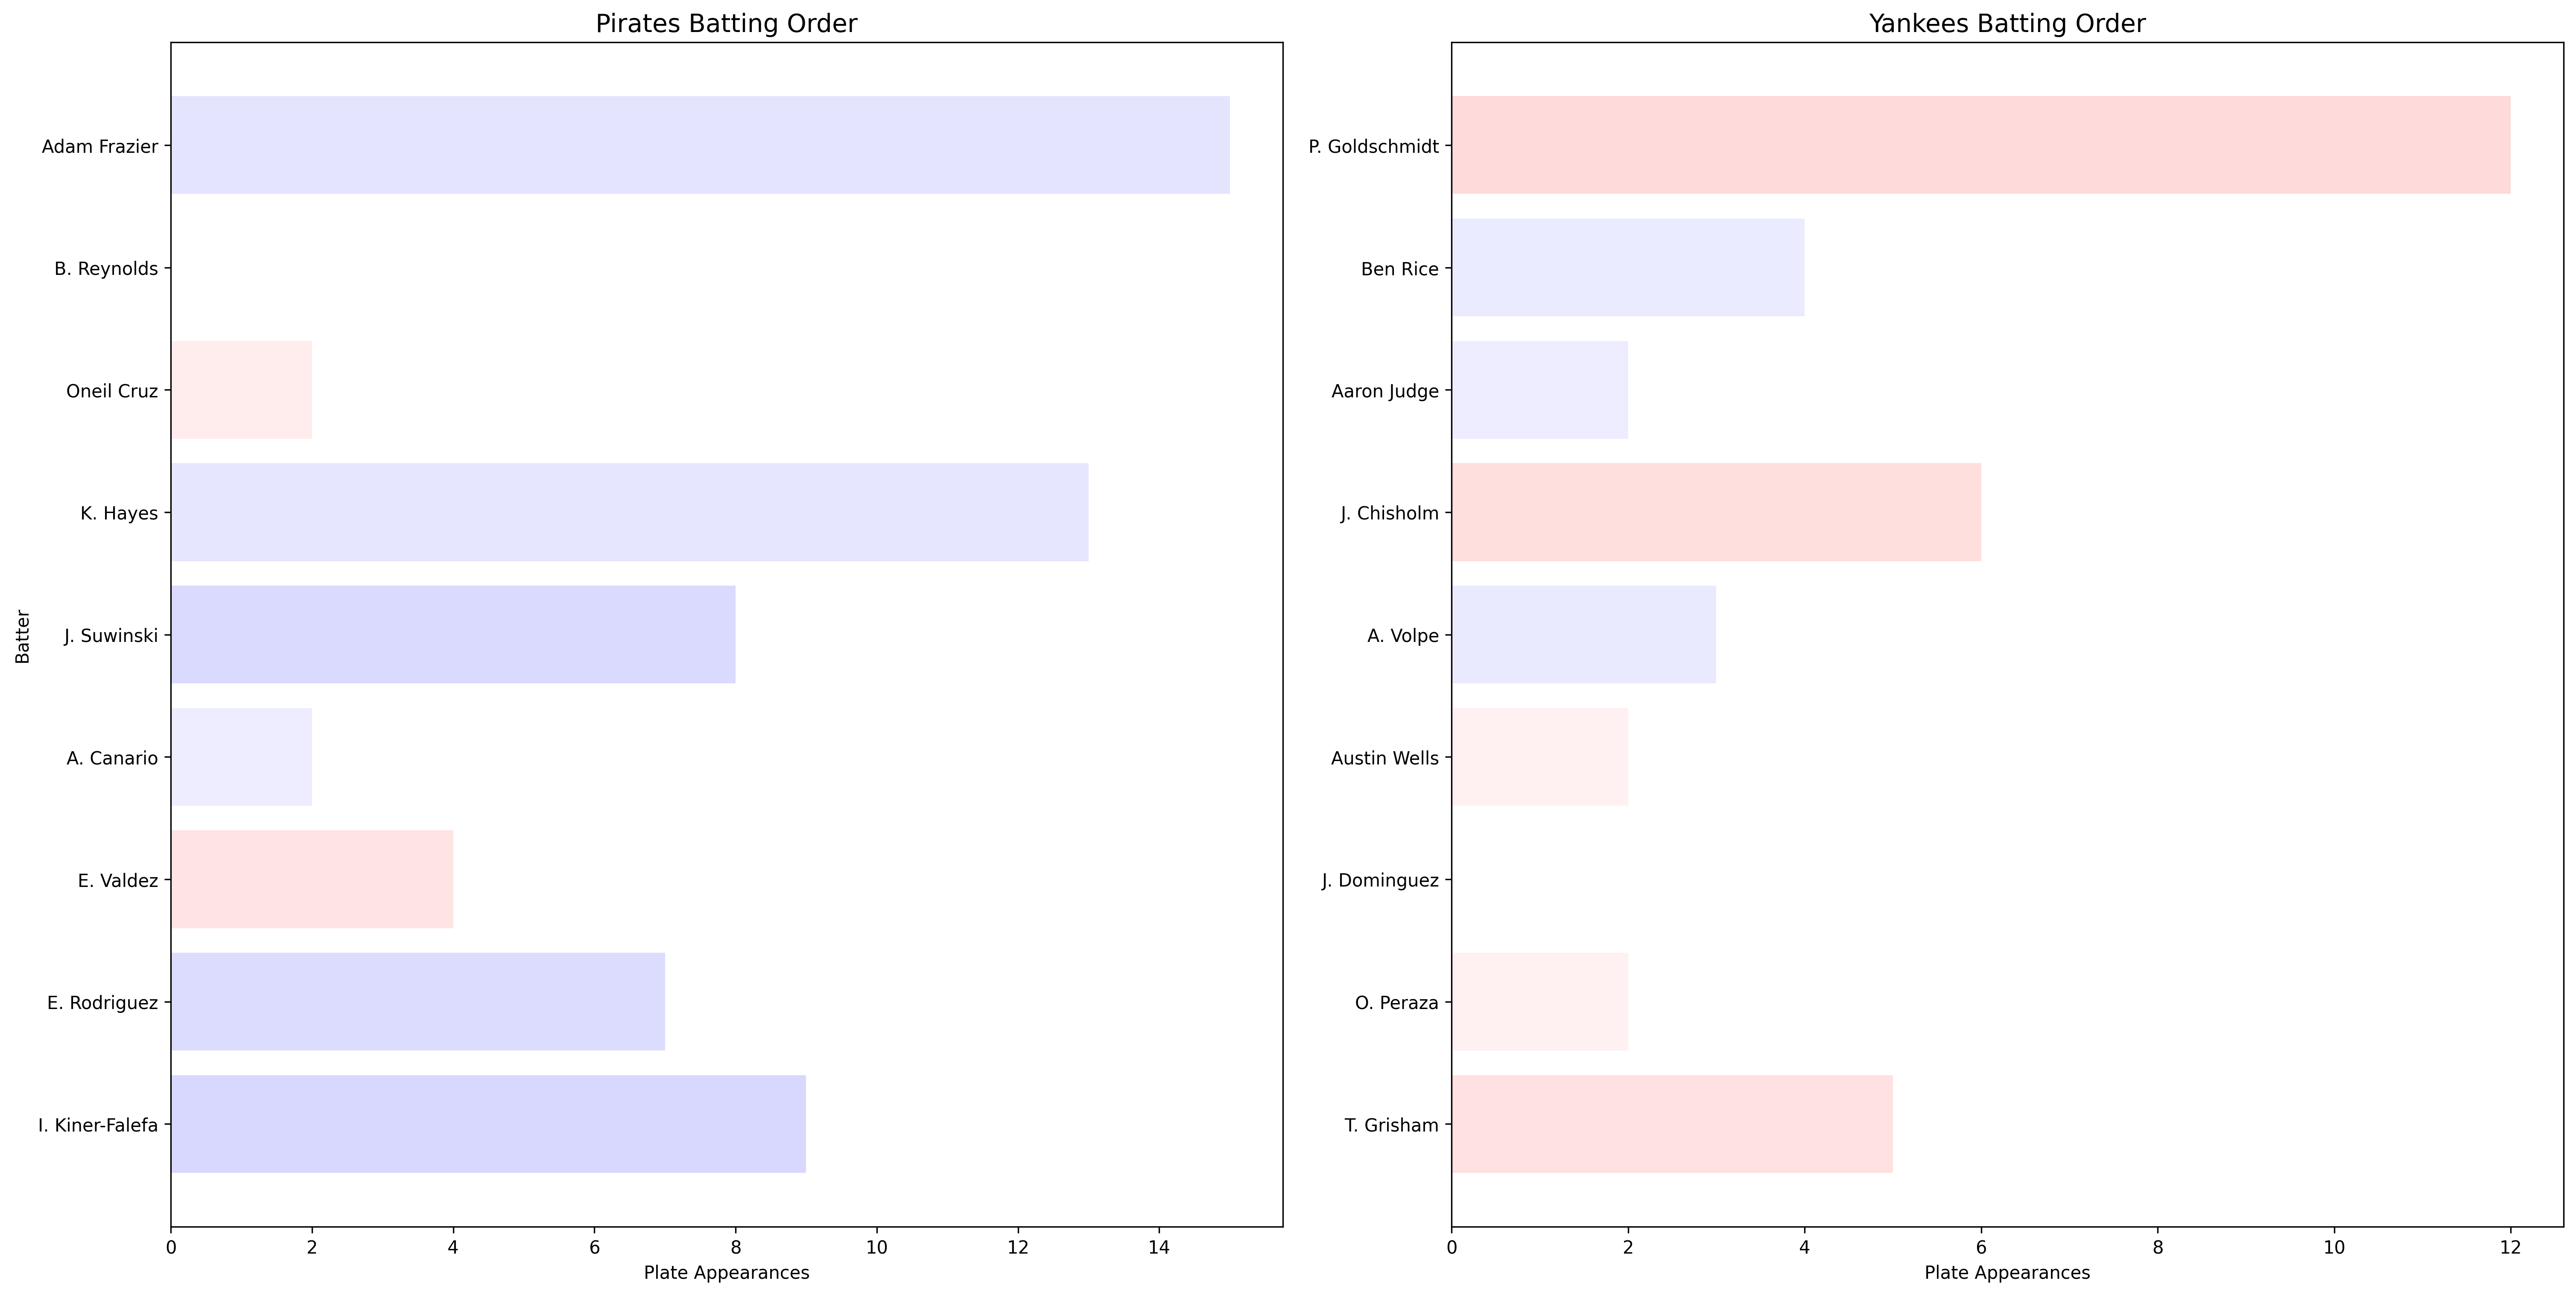 Pirates Batting Order
Batter
Adam Frazier
B. Reynolds
Oneil Cruz
K. Hayes
J. Suwinski
A. Canario
E. Valdez
E. Rodriguez
I. Kiner-Falefa
0 2 4 6 8 10 12 14
Plate Appearances
Yankees Batting Order
P. Goldschmidt
Ben Rice
Aaron Judge
J. Chisholm
A. Volpe
Austin Wells
J. Dominguez
O. Peraza
T. Grisham
0 2 4 6 8 10 12
Plate Appearances